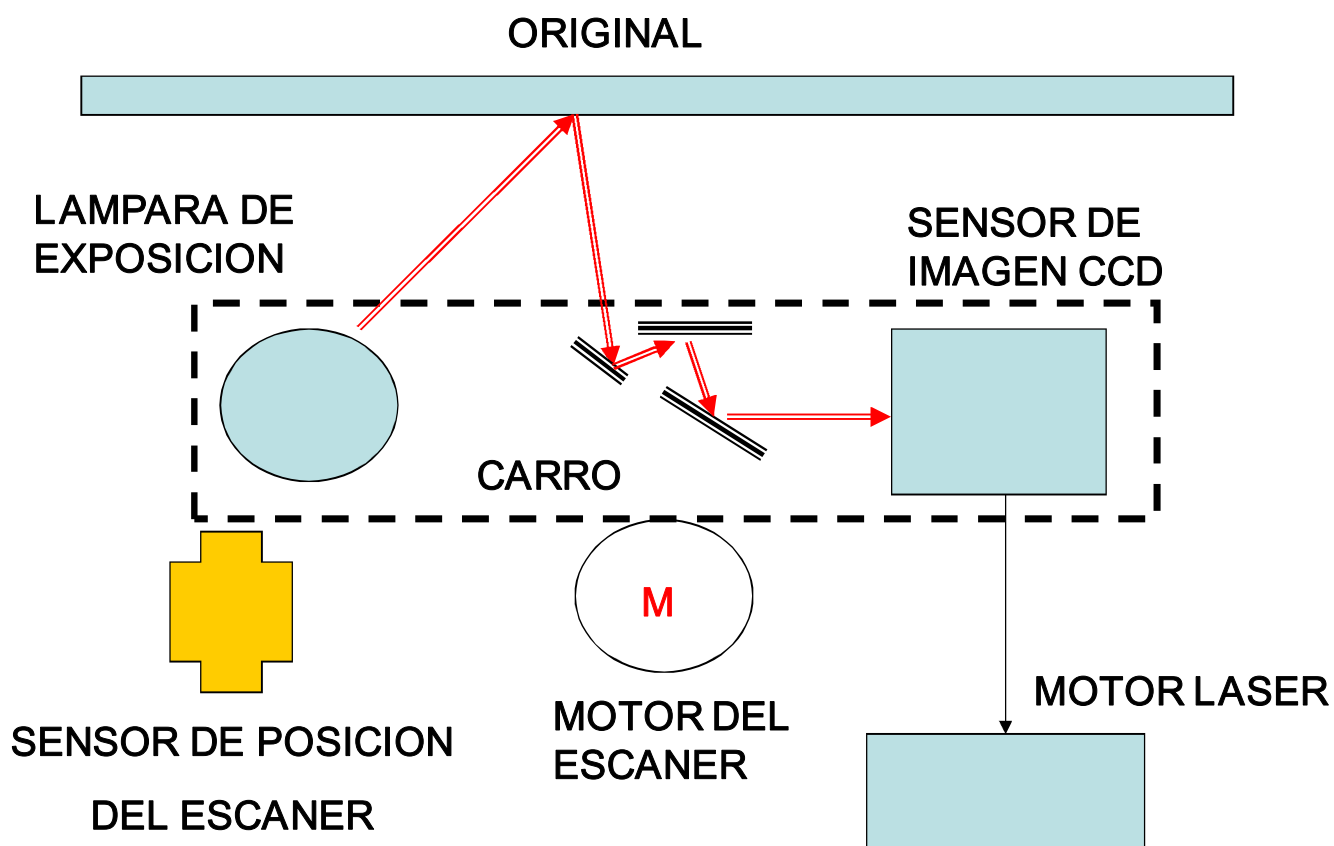 ORIGINAL
LAMPARA DE
EXPOSICION
SENSOR DE
IMAGEN CCD
CARRO
M
MOTOR LASER
MOTOR DEL
ESCANER
SENSOR DE POSICION
DEL ESCANER